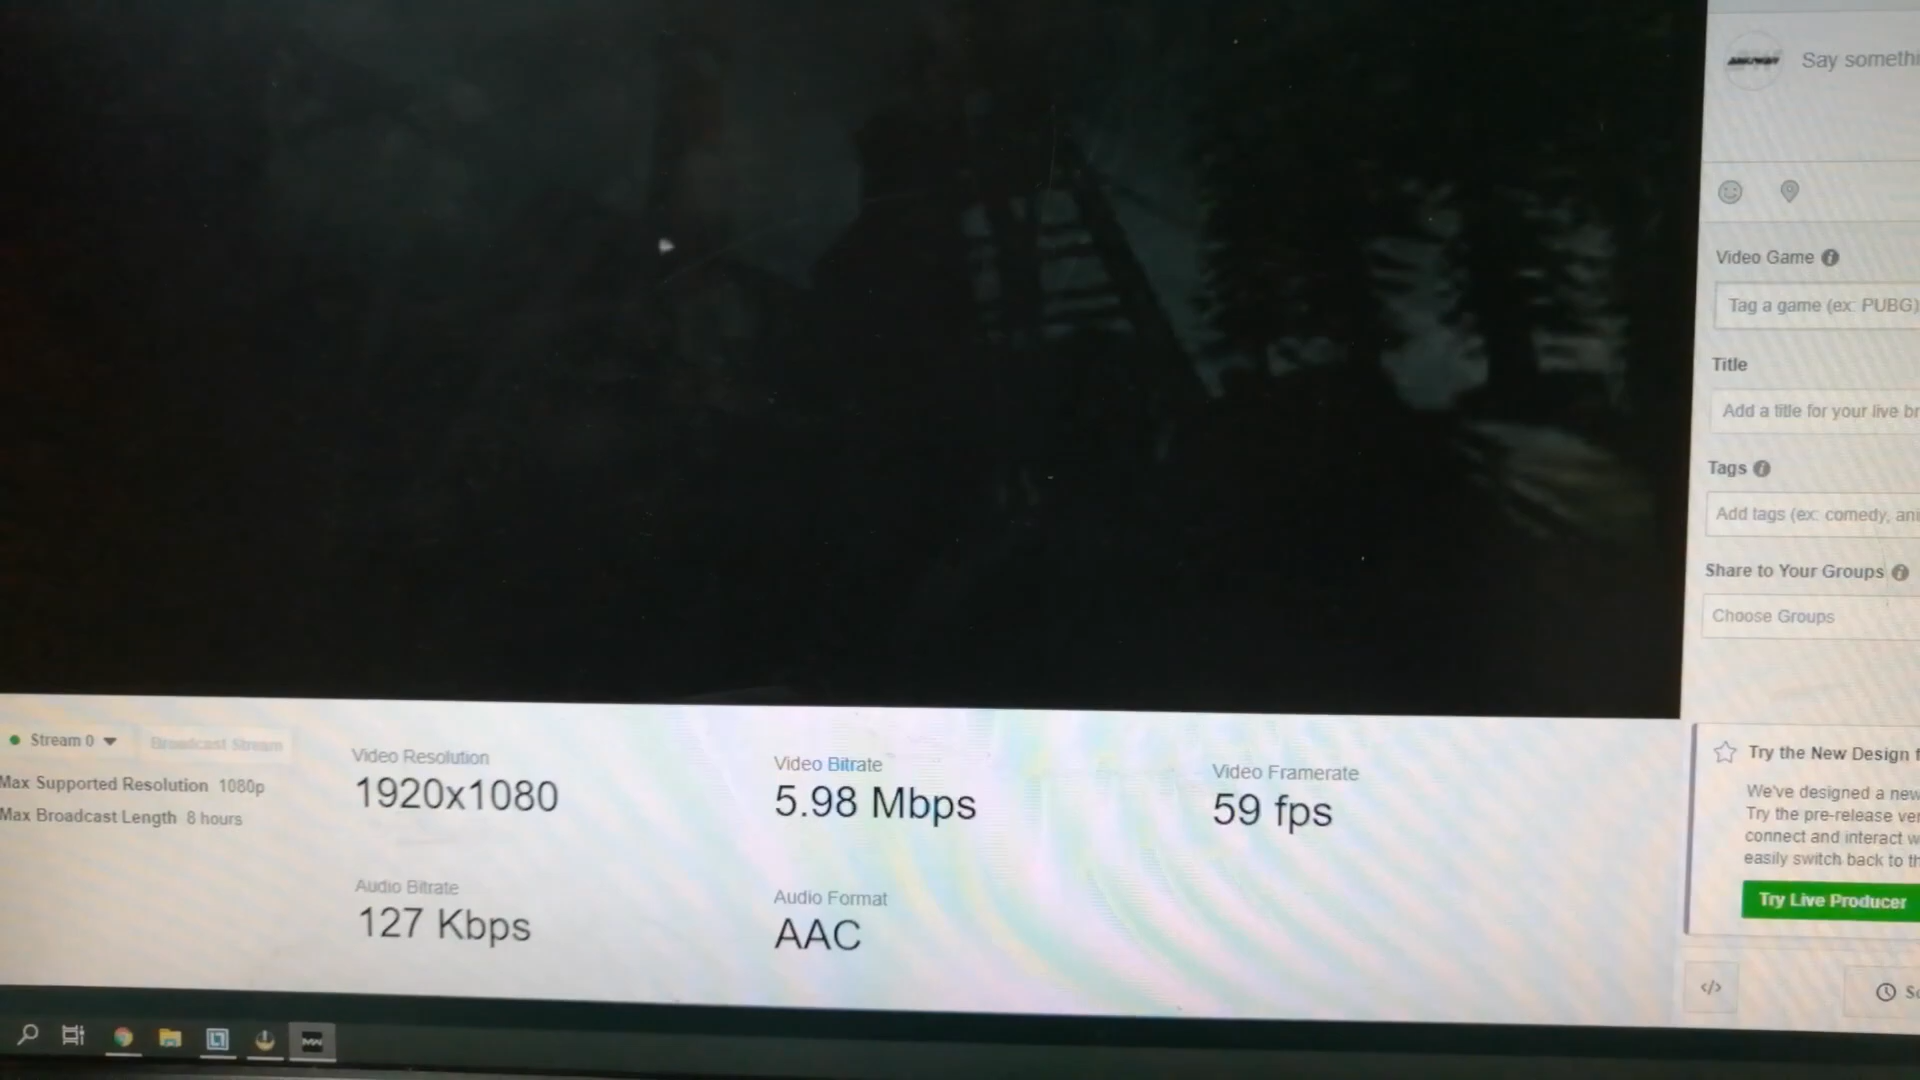 Say somethi
Video Game
Tag a game (ex: PUBG)
Title
Add a title for your live br
Tags
Add tags (ex: comedy, ani
Share to Your Groups
Choose Groups
Stream 0
Broadcast Stream
Max Supported Resolution 1080p
Max Broadcast Length 8 hours
Video Resolution
1920x1080
Video Bitrate
5.98 Mbps
Video Framerate
59 fps
Audio Bitrate
127 Kbps
Audio Format
AAC
Try the New Design f
We've designed a new
Try the pre-release ver
connect and interact w
easily switch back to th
Try Live Producer
</>
Sc
MW